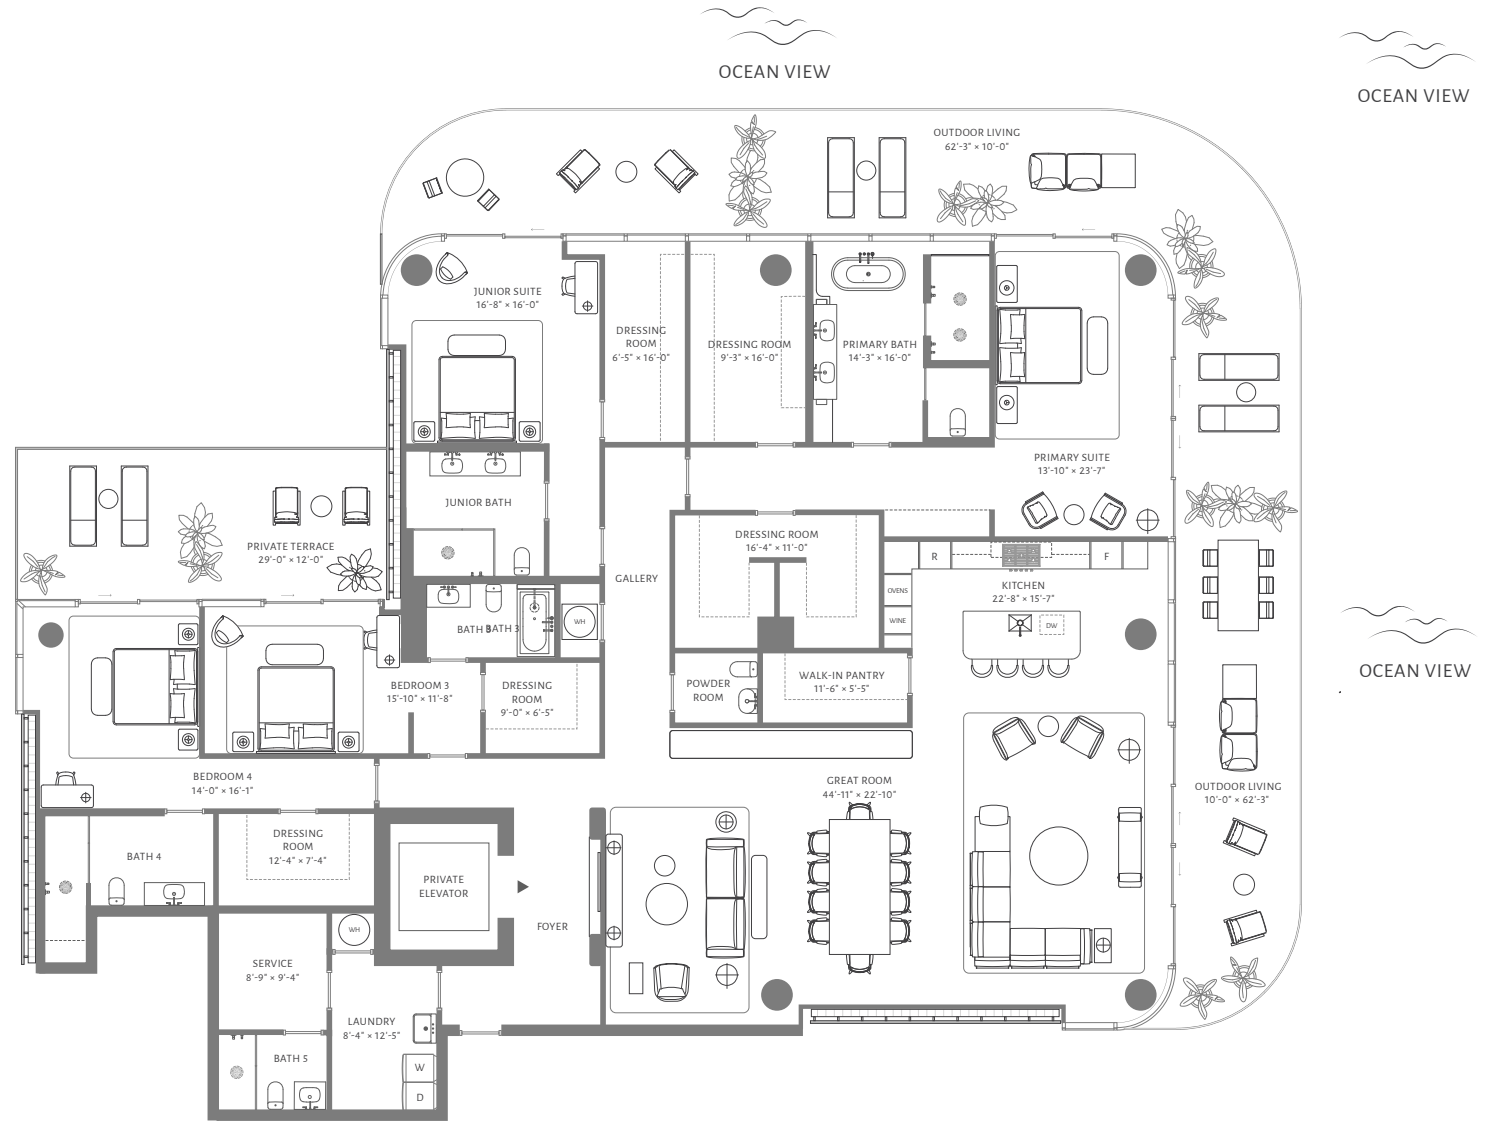 OCEAN VIEW
OCEAN VIEW
OUTDOOR LIVING
62'-3" × 10'-0"
JUNIOR SUITE
16'-8" × 16'-0"
DRESSING
ROOM
6'-5" × 16'-0"
DRESSING ROOM
9'-3" × 16'-0"
PRIMARY BATH
14'-3" × 16'-0"
PRIMARY SUITE
13'-10" × 23'-7"
JUNIOR BATH
PRIVATE TERRACE
29'-0" × 12'-0"
DRESSING ROOM
16'-4" × 11'-0"
GALLERY
R
F
KITCHEN
22'-8" × 15'-7"
OVENS
WINE
DW
BATH 3
BATH 3
WH
OCEAN VIEW
BEDROOM 3
15'-10" × 11'-8"
DRESSING
ROOM
9'-0" × 6'-5"
POWDER
ROOM
WALK-IN PANTRY
11'-6" × 5'-5"
BEDROOM 4
14'-0" × 16'-1"
GREAT ROOM
44'-11" × 22'-10"
OUTDOOR LIVING
10'-0" × 62'-3"
BATH 4
DRESSING
ROOM
12'-4" × 7'-4"
PRIVATE
ELEVATOR
FOYER
WH
SERVICE
8'-9" × 9'-4"
LAUNDRY
8'-4" × 12'-5"
BATH 5
W
D